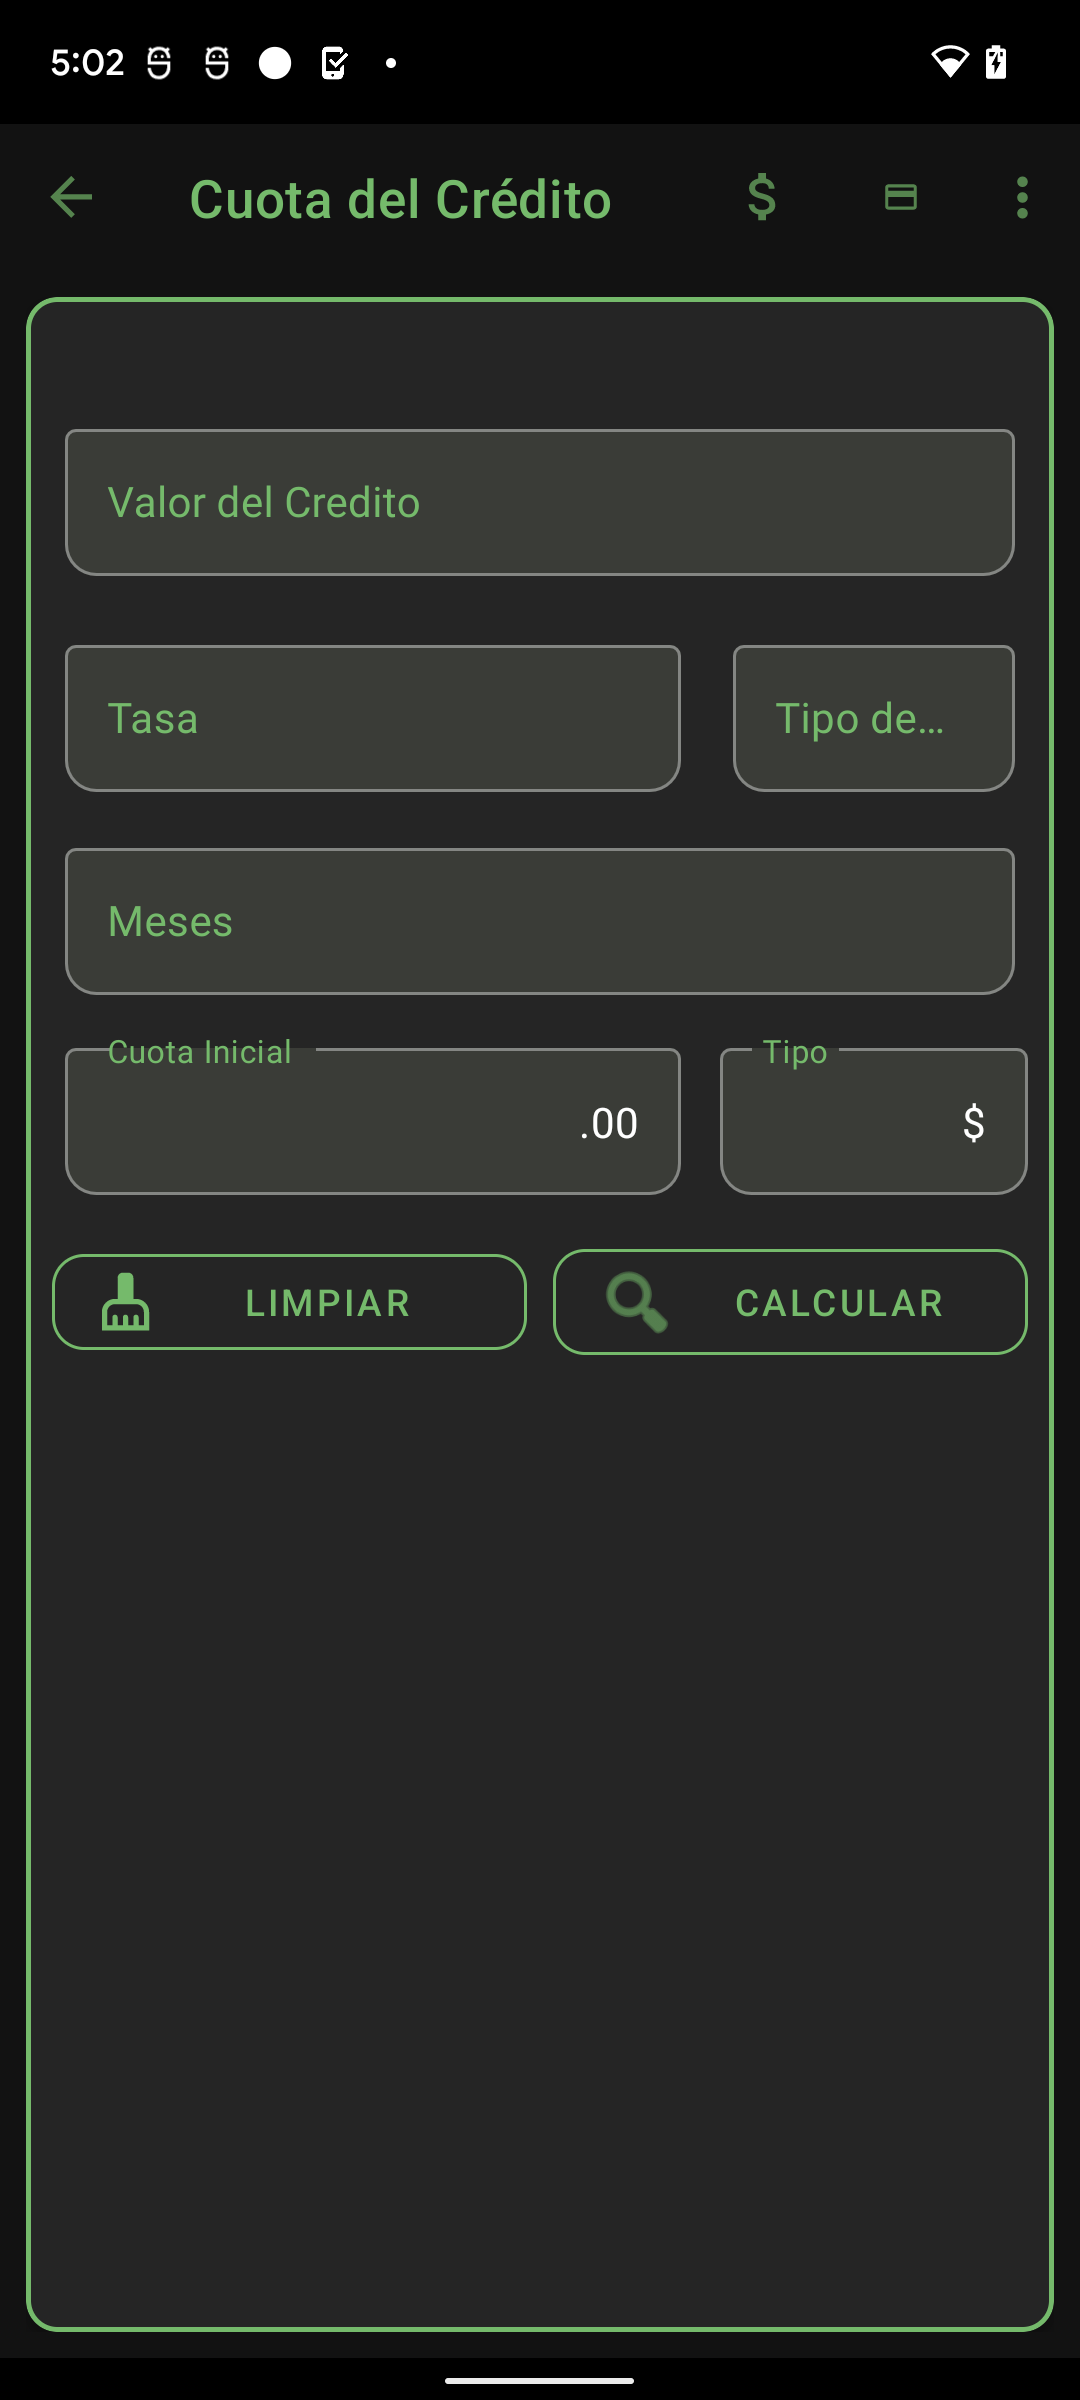 5:02
Cuota del Crédito
Valor del Credito
Tasa
Tipo de...
Meses
Cuota Inicial
Tipo
.00
$
LIMPIAR
CALCULAR